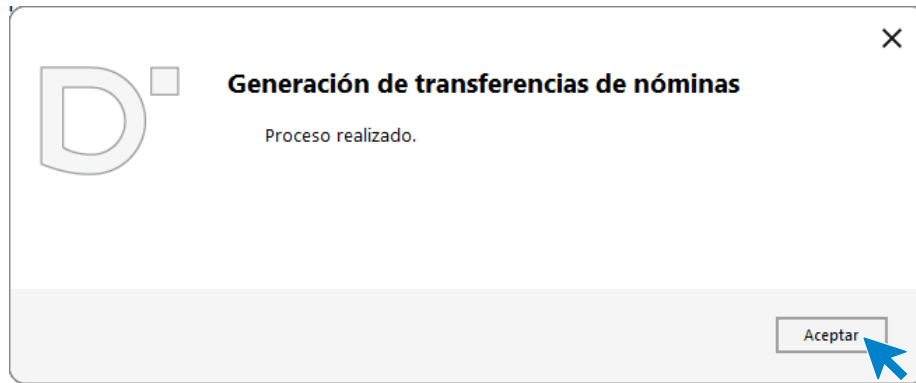 Generación de transferencias de nóminas
Proceso realizado.
Aceptar